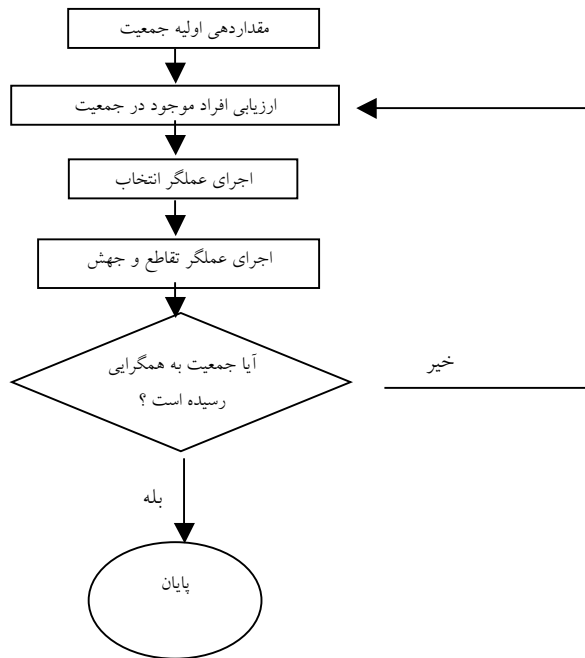 مقداردهی اولیه جمعیت
ارزیابی افراد موجود در جمعیت
اجرای عملگر انتخاب
اجرای عملگر تقاطع و جهش
آیا جمعیت به همگرایی
رسیده است ؟
خیر
بله
پایان